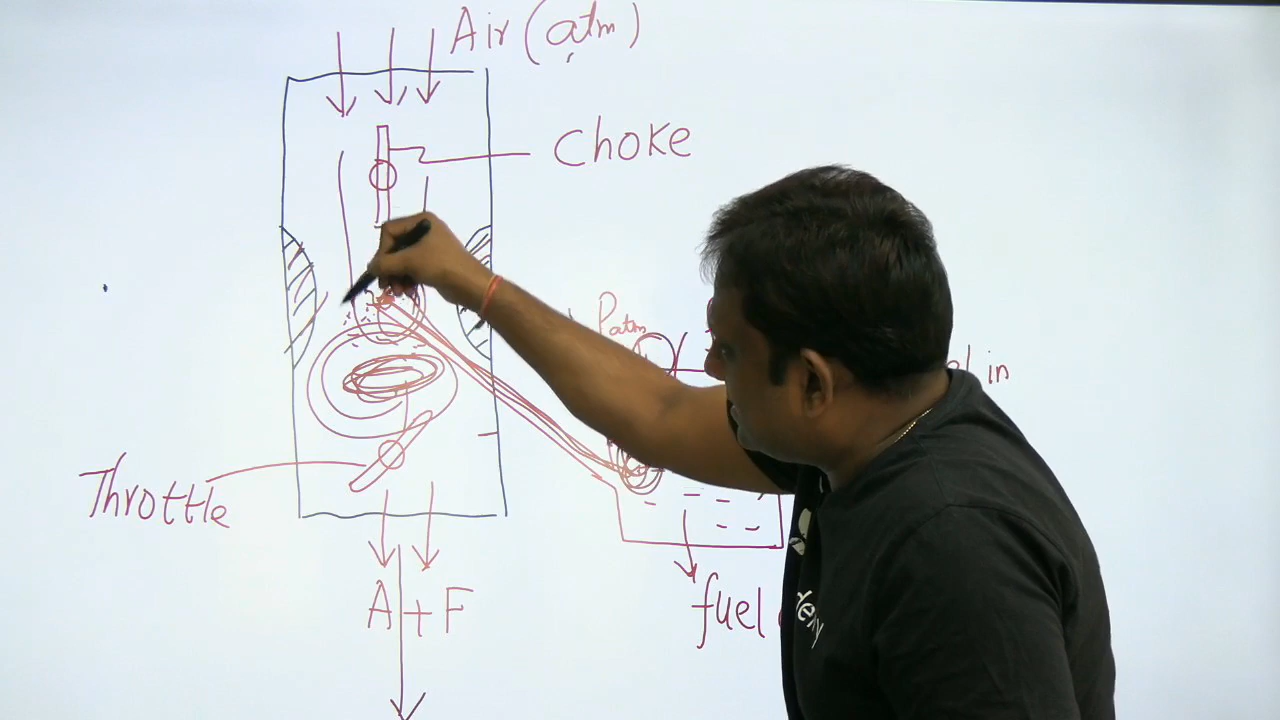 Air (atm)
Choke
Patm
in
Throttle
A + F
fuel